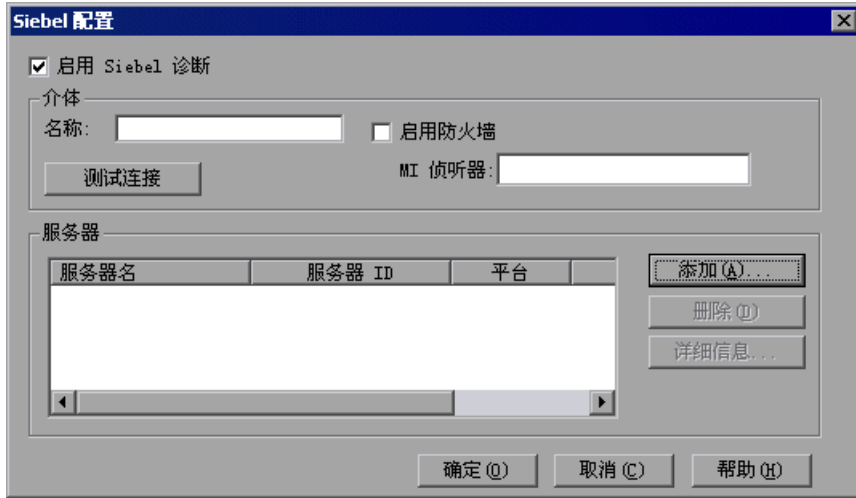 Siebel 配置
启用 Siebel 诊断
介体
名称:
启用防火墙
测试连接
MI 侦听器:
服务器
服务器名 服务器 ID 平台
添加(A)...
删除(D)
详细信息...
确定(O) 取消(C) 帮助(H)